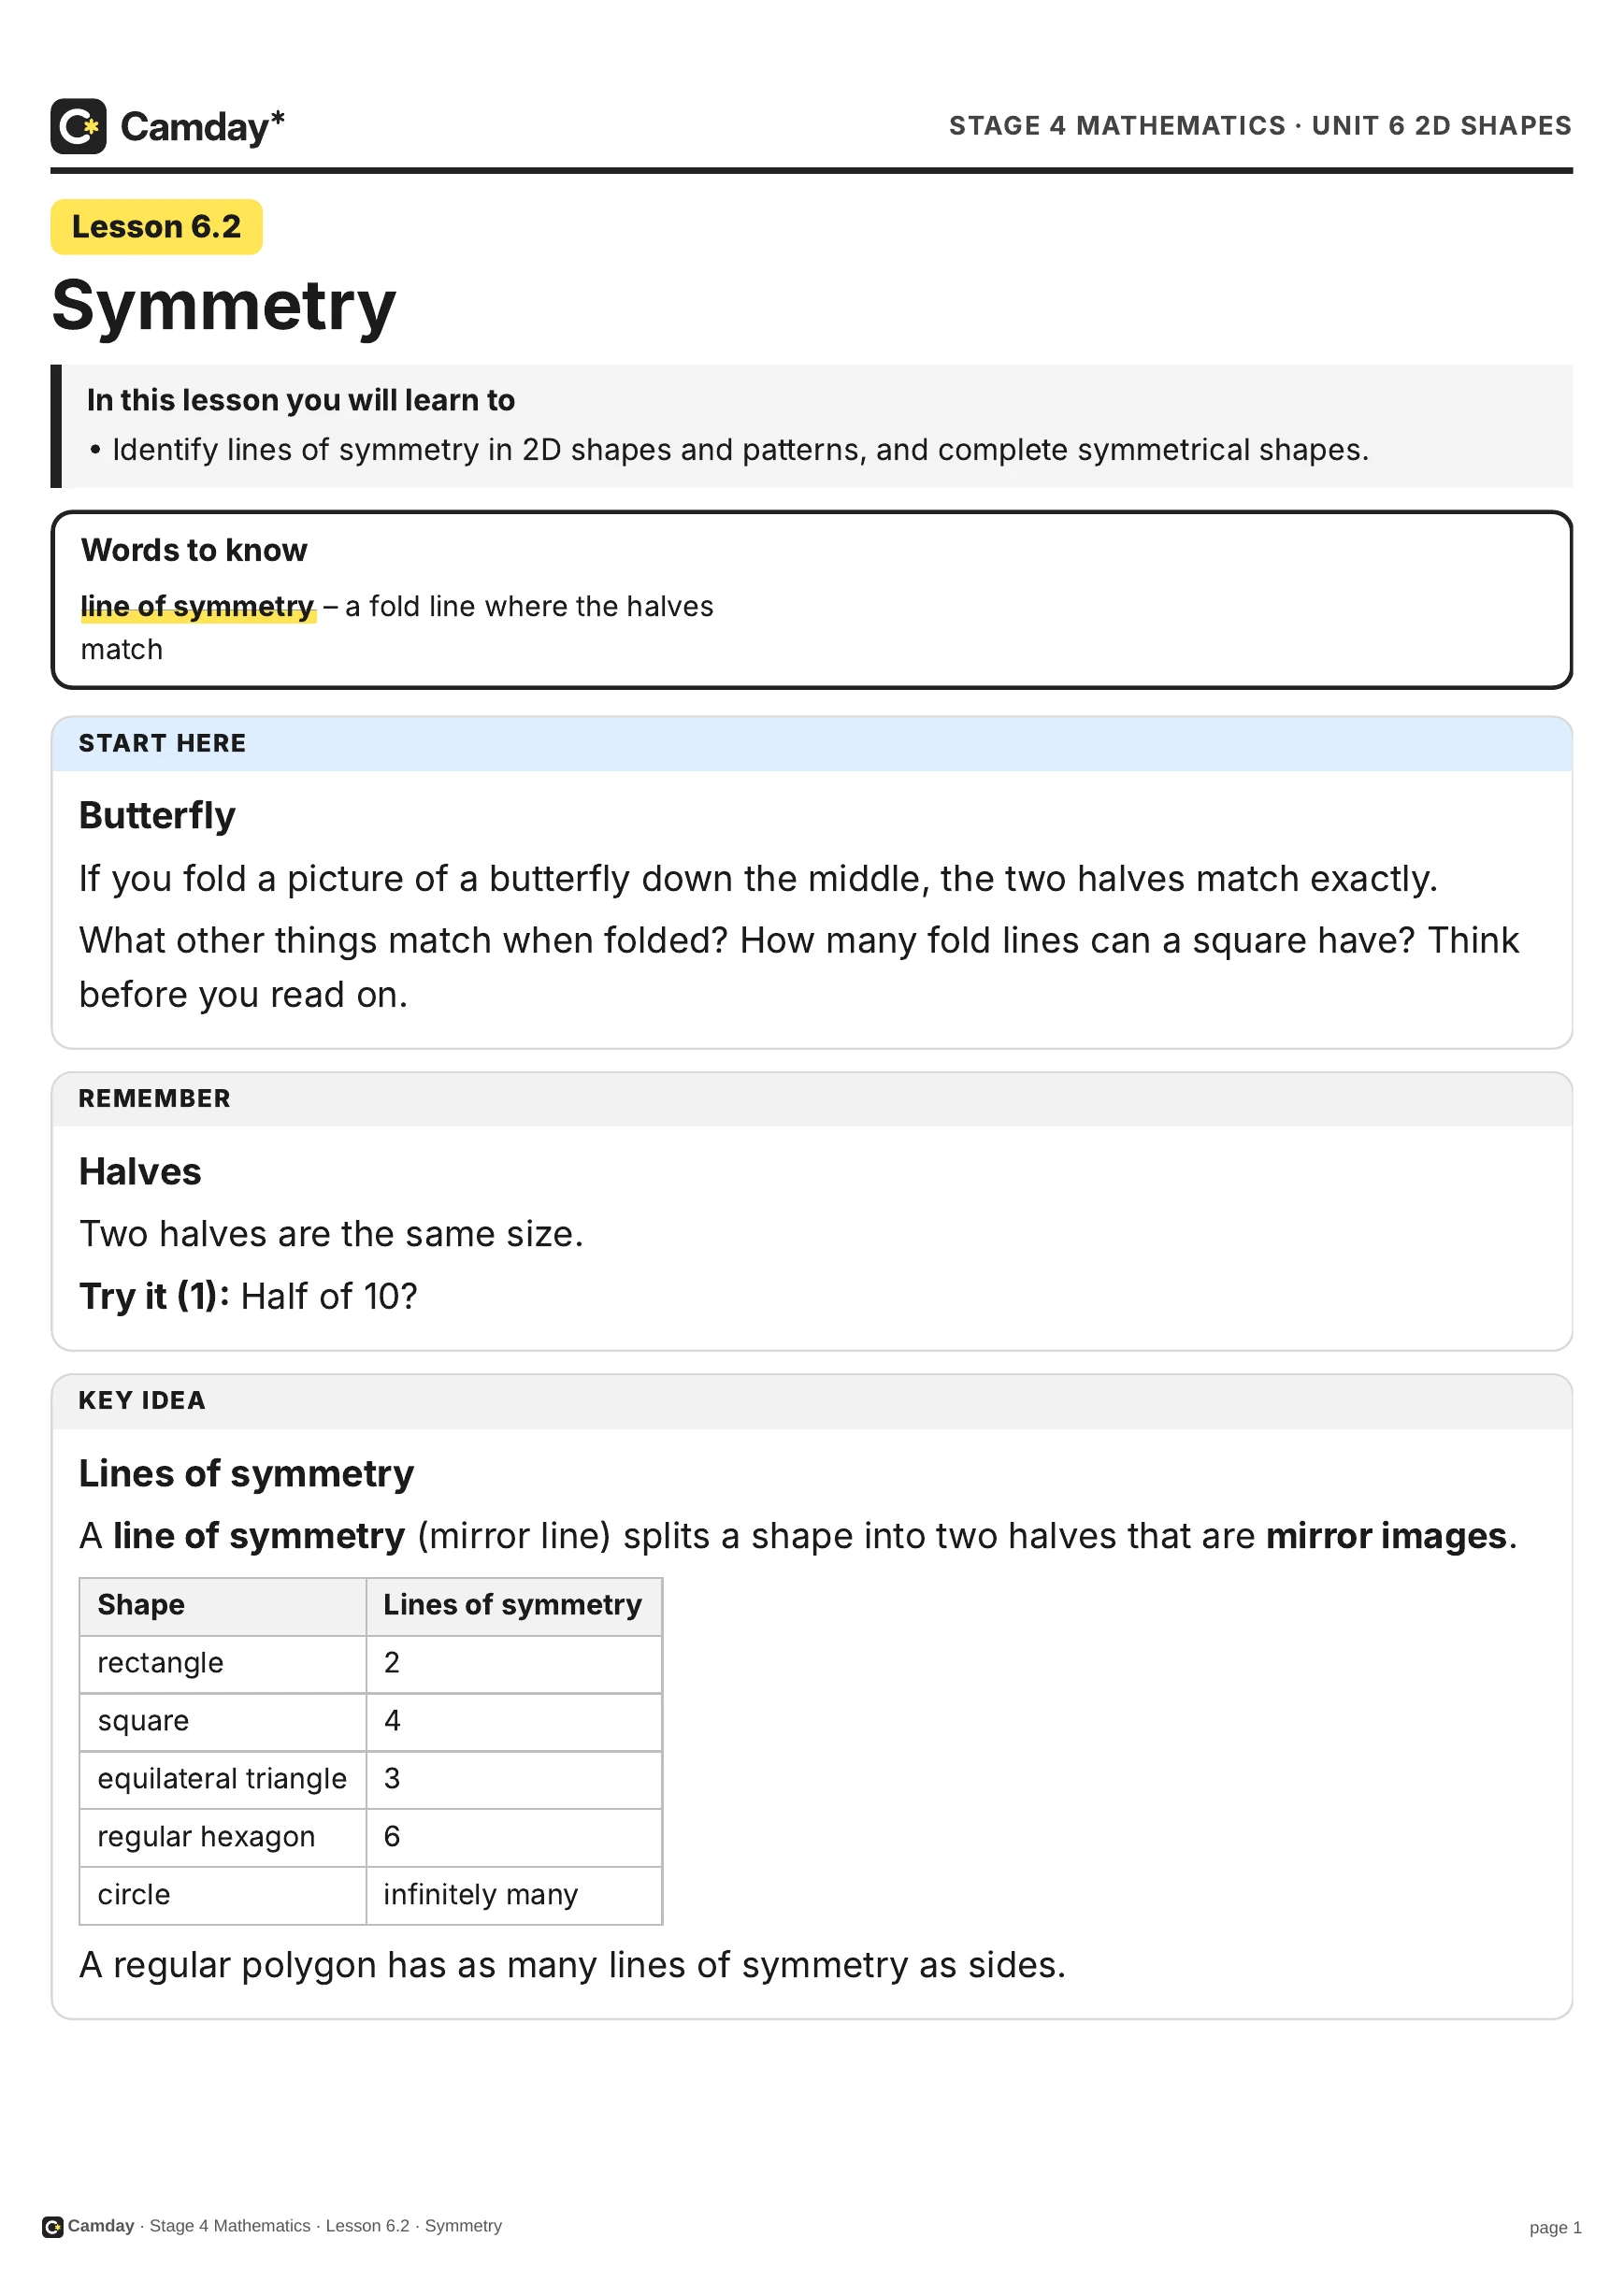 Camday*
STAGE 4 MATHEMATICS · UNIT 6 2D SHAPES
Lesson 6.2
Symmetry
In this lesson you will learn to
• Identify lines of symmetry in 2D shapes and patterns, and complete symmetrical shapes.
Words to know
line of symmetry – a fold line where the halves
match
START HERE
Butterfly
If you fold a picture of a butterfly down the middle, the two halves match exactly.
What other things match when folded? How many fold lines can a square have? Think
before you read on.
REMEMBER
Halves
Two halves are the same size.
Try it (1): Half of 10?
KEY IDEA
Lines of symmetry
A line of symmetry (mirror line) splits a shape into two halves that are mirror images.
Shape Lines of symmetry
rectangle 2
square 4
equilateral triangle 3
regular hexagon 6
circle infinitely many
A regular polygon has as many lines of symmetry as sides.
Camday · Stage 4 Mathematics · Lesson 6.2 · Symmetry
page 1